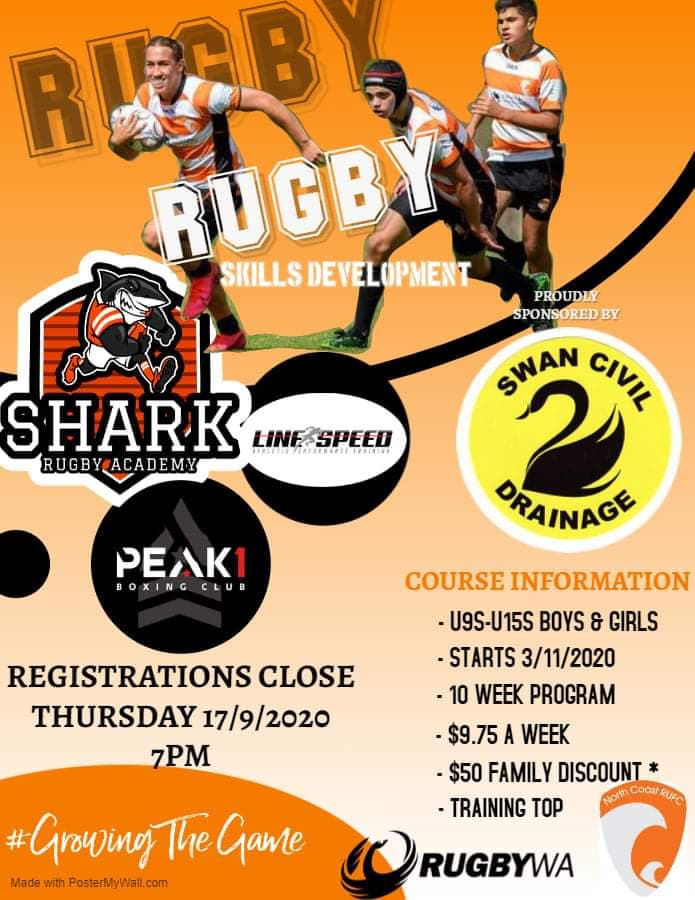 RUGBY
RUGBY
SKILLS DEVELOPMENT
PROUDLY
SPONSORED BY
SWAN CIVIL
DRAINAGE
SHARK
RUGBY ACADEMY
LINE SPEED
ATHLETIC PERFORMANCE TRAINING
PEAK1
BOXING CLUB
COURSE INFORMATION
- U9S-U15S BOYS & GIRLS
- STARTS 3/11/2020
- 10 WEEK PROGRAM
- $9.75 A WEEK
- $50 FAMILY DISCOUNT *
- TRAINING TOP
REGISTRATIONS CLOSE
THURSDAY 17/9/2020
7PM
#Growing The Game
North Coast RUFC
RUGBYWA
Made with PosterMyWall.com